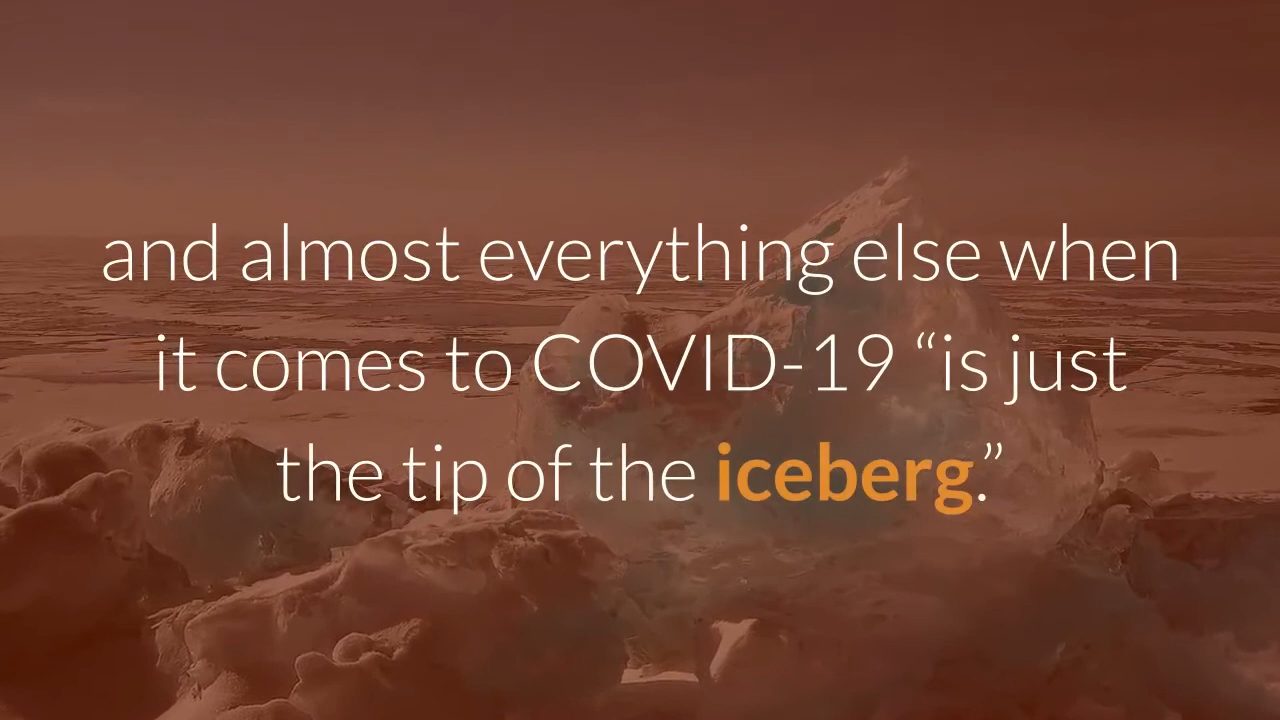 and almost everything else when
it comes to COVID-19 “is just
the tip of the iceberg.”